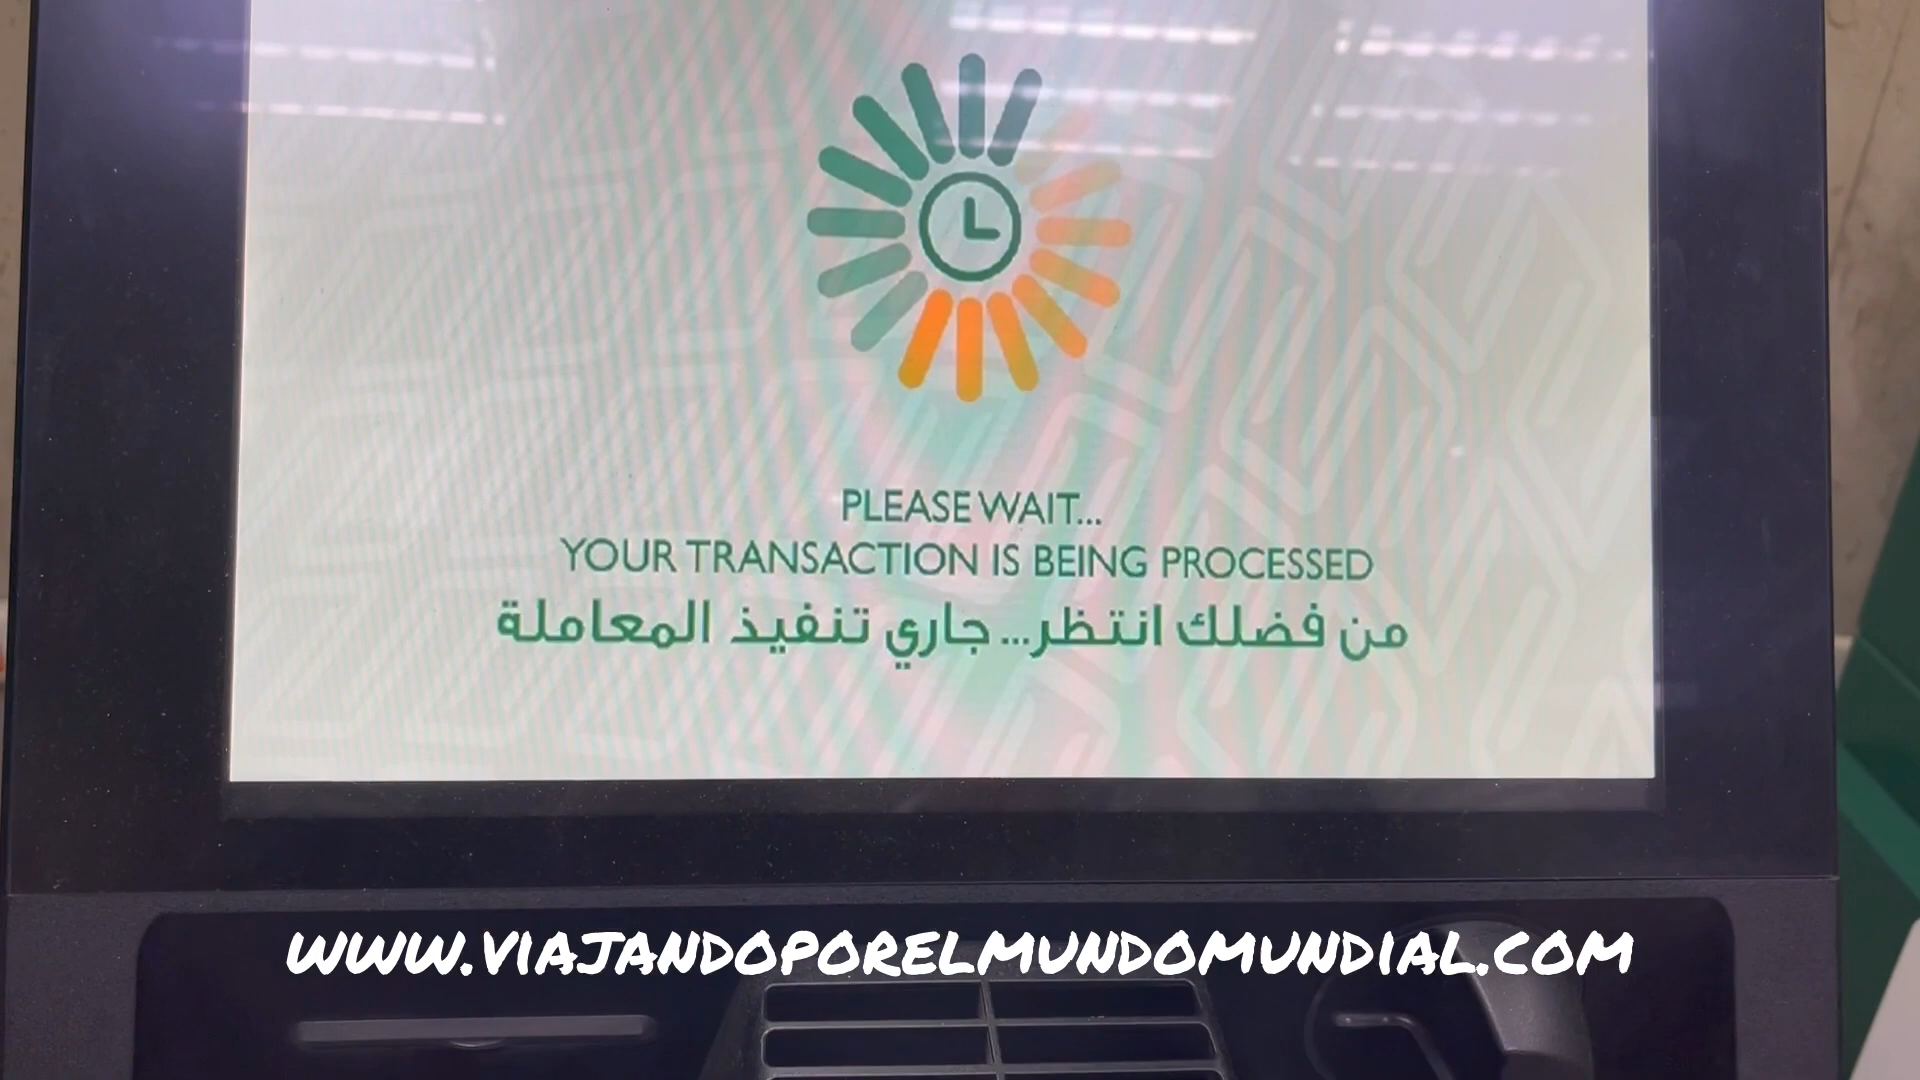 PLEASE WAIT...
YOUR TRANSACTION IS BEING PROCESSED
من فضلك انتظر... جاري تنفيذ المعاملة
WWW.VIAJANDOPORELMUNDOMUNDIAL.COM